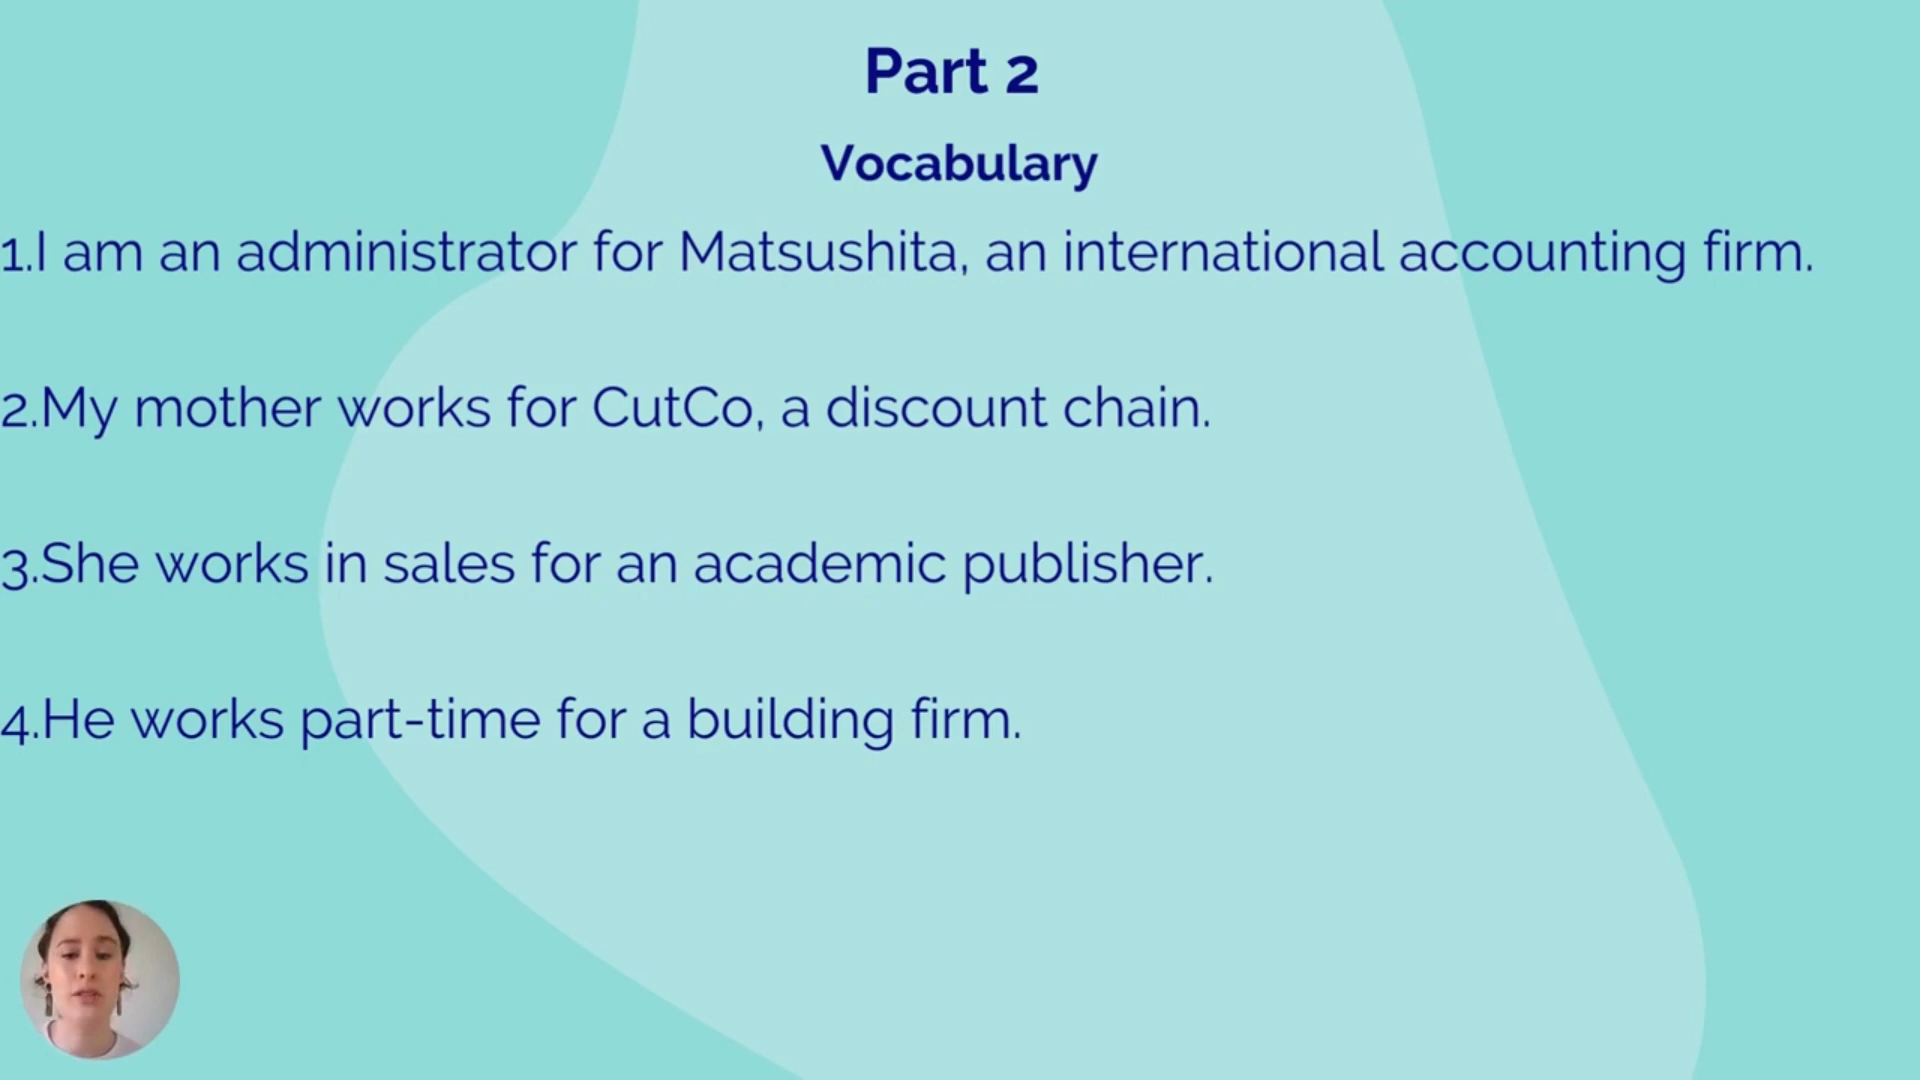 Part 2
Vocabulary
1.I am an administrator for Matsushita, an international accounting firm.
2.My mother works for CutCo, a discount chain.
3.She works in sales for an academic publisher.
4.He works part-time for a building firm.